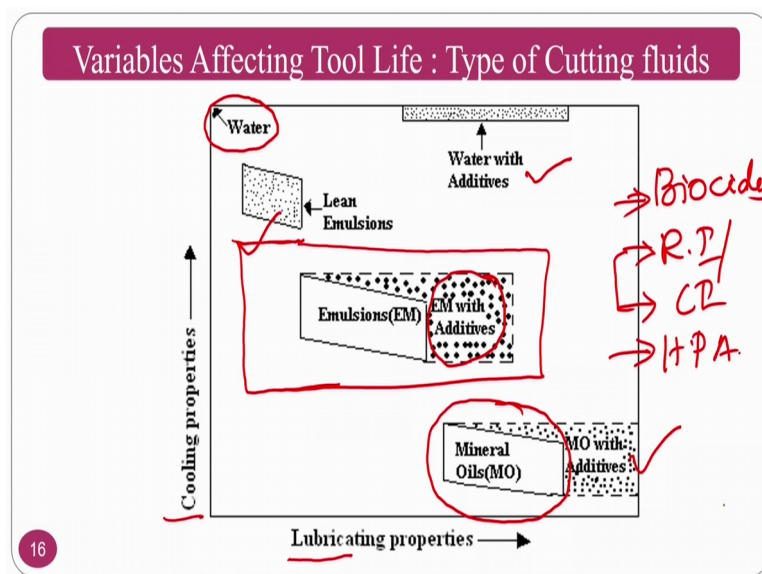 Variables Affecting Tool Life : Type of Cutting fluids
Water
Water with
Additives
Lean
Emulsions
Biocide
R.I/
CI
HPA.
Emulsions(EM)
EM with
Additives
Mineral
Oils(MO)
MO with
Additives
Cooling properties
Lubricating properties
16